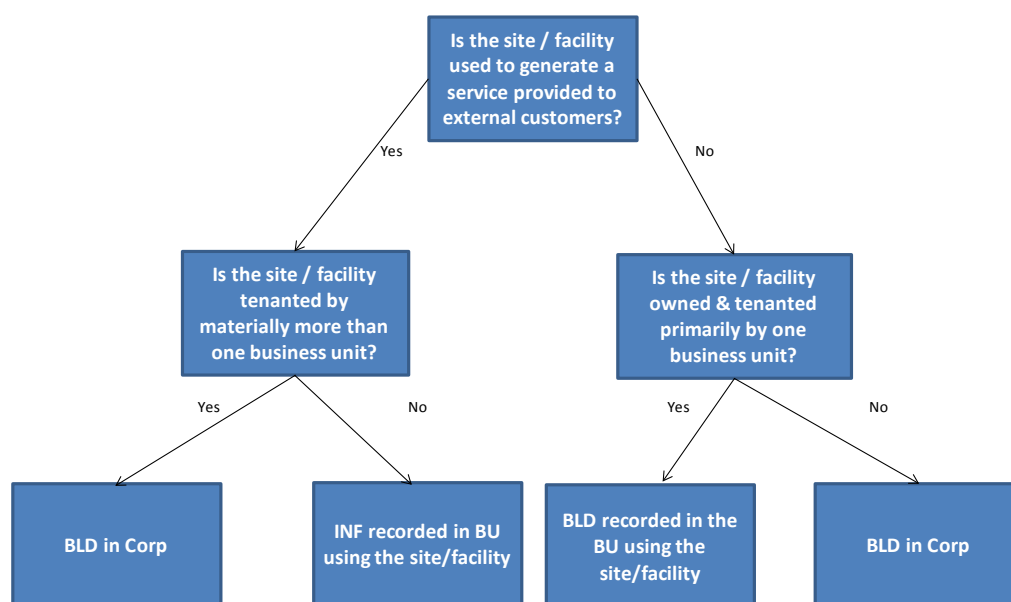 Is the site / facility
used to generate a
service provided to
external customers?
Yes
No
Is the site / facility
tenanted by
materially more than
one business unit?
Is the site / facility
owned & tenanted
primarily by one
business unit?
Yes
No
Yes
No
BLD in Corp
INF recorded in BU
using the site/facility
BLD recorded in the
BU using the
site/facility
BLD in Corp